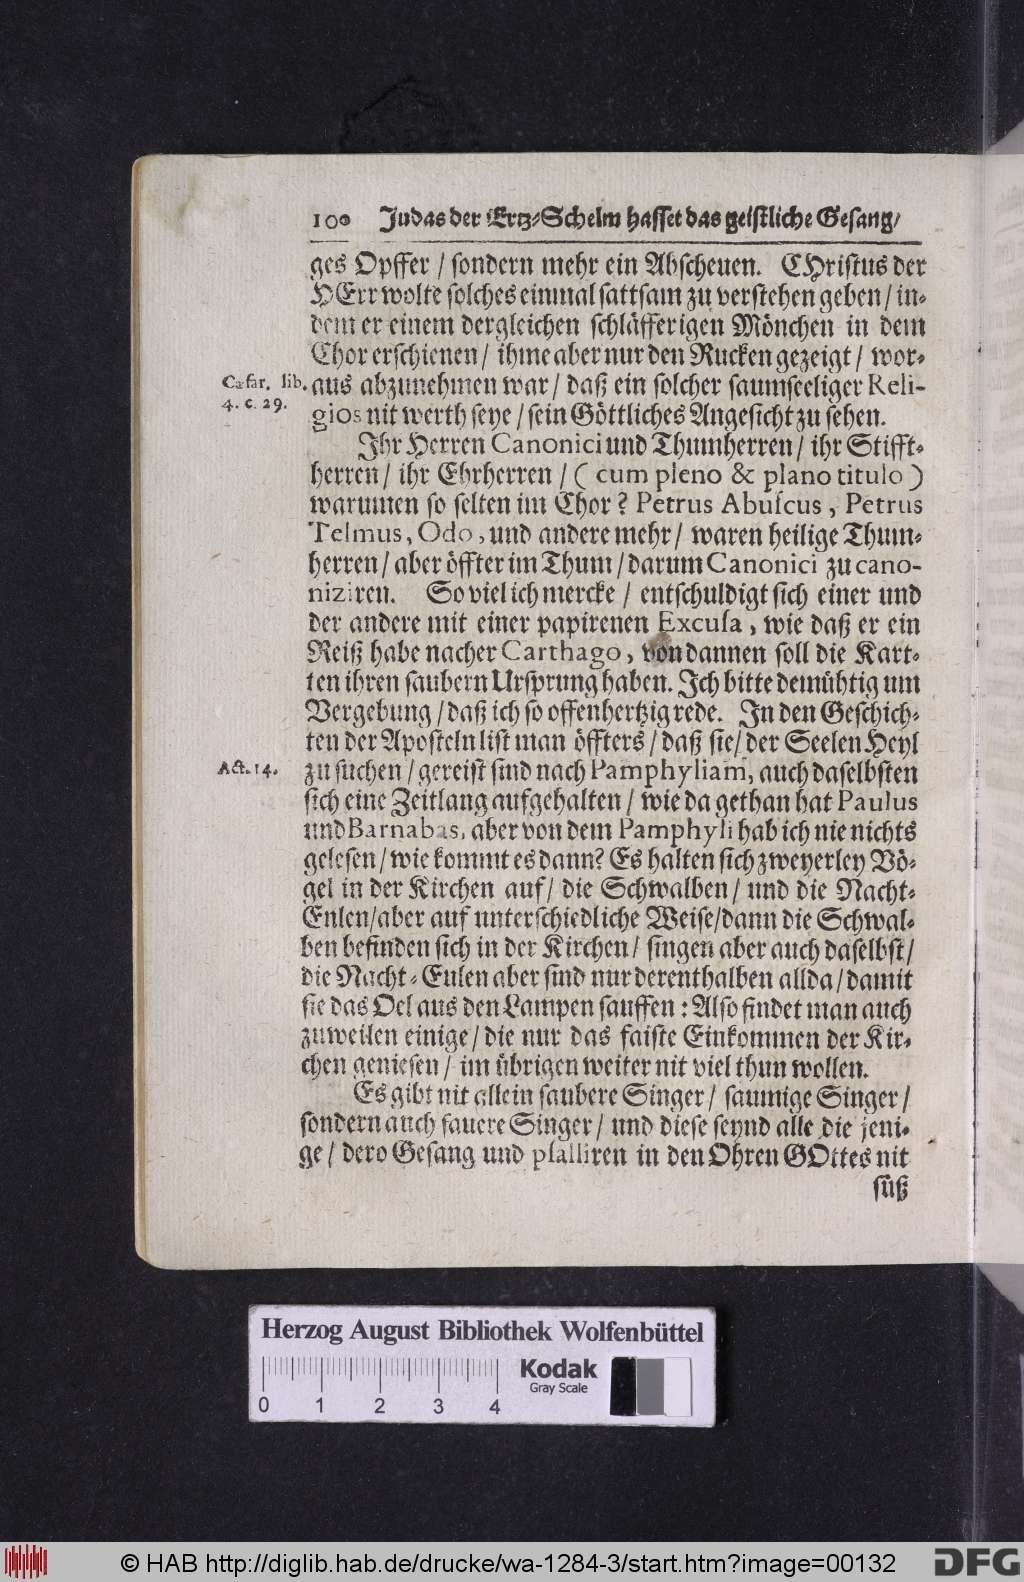 100 Judas der Ertz-Schelm hasset das geistliche Gesang/
ges Opffer / sondern mehr ein Abscheuen. CHristus der
HErr wolte solches einmal sattsam zu verstehen geben / in-
dem er einem dergleichen schläfferigen Mönchen in dem
Chor erschienen / ihme aber nur den Rucken gezeigt / wor-
Cæsar. lib. aus abzunehmen war / daß ein solcher saumseeliger Reli-
4. c. 29. gios nit werth seye / sein Göttliches Angesicht zu sehen.
Ihr Herren Canonici und Thumherren / ihr Stifft-
herren / ihr Ehrherren / ( cum pleno & plano titulo )
warumen so selten im Chor ? Petrus Abuſcus, Petrus
Telmus, Odo, und andere mehr / waren heilige Thum-
herren / aber öffter im Thum / darum Canonici zu cano-
niziren. So viel ich mercke / entschuldigt sich einer und
der andere mit einer papirenen Excuſa, wie daß er ein
Reiß habe nacher Carthago, von dannen soll die Kart-
ten ihren saubern Ursprung haben. Ich bitte demühtig um
Vergebung / daß ich so offenhertzig rede. In den Geschich-
ten der Aposteln list man öffters / daß sie / der Seelen Heyl
Act. 14. zu suchen / gereist sind nach Pamphyliam, auch daselbsten
sich eine Zeitlang aufgehalten / wie da gethan hat Paulus
und Barnabas, aber von dem Pamphyli hab ich nie nichts
gelesen / wie kommt es dann? Es halten sich zweyerley Vö-
gel in der Kirchen auf / die Schwalben / und die Nacht-
Eulen / aber auf unterschiedliche Weise / dann die Schwal-
ben befinden sich in der Kirchen / singen aber auch daselbst /
die Nacht-Eulen aber sind nur derenthalben allda / damit
sie das Oel aus den Lampen sauffen : Also findet man auch
zuweilen einige / die nur das faiste Einkommen der Kir-
chen geniesen / im übrigen weiter nit viel thun wollen.
Es gibt nit allein saubere Singer / saumige Singer /
sondern auch sauere Singer / und diese seynd alle die jeni-
ge / dero Gesang und pſalliren in den Ohren GOttes nit
süß
Herzog August Bibliothek Wolfenbüttel
Kodak
Gray Scale
0 1 2 3 4
© HAB http://diglib.hab.de/drucke/wa-1284-3/start.htm?image=00132
DFG